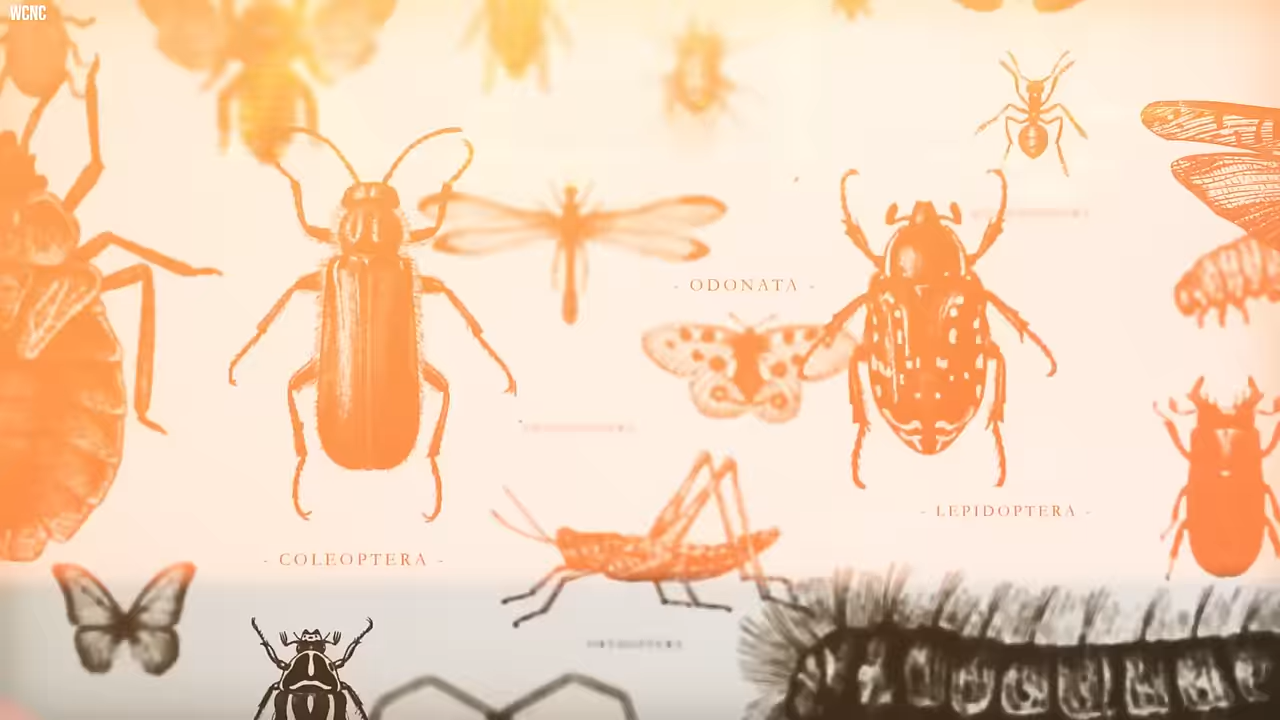 WCNC
- ODONATA -
- LEPIDOPTERA -
- COLEOPTERA -